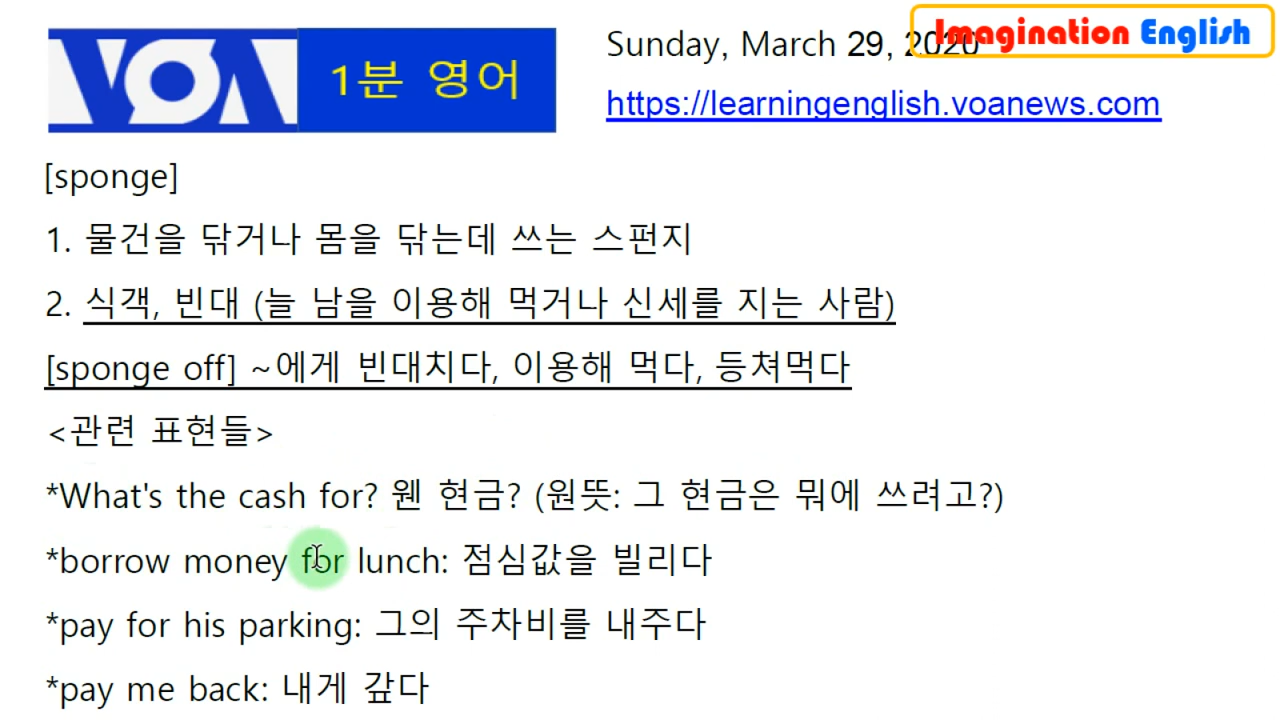 VOA 1분 영어
Sunday, March 29, 2020
Imagination English
https://learningenglish.voanews.com
[sponge]
1. 물건을 닦거나 몸을 닦는데 쓰는 스펀지
2. 식객, 빈대 (늘 남을 이용해 먹거나 신세를 지는 사람)
[sponge off] ~에게 빈대치다, 이용해 먹다, 등쳐먹다
<관련 표현들>
*What's the cash for? 웬 현금? (원뜻: 그 현금은 뭐에 쓰려고?)
*borrow money for lunch: 점심값을 빌리다
*pay for his parking: 그의 주차비를 내주다
*pay me back: 내게 갚다